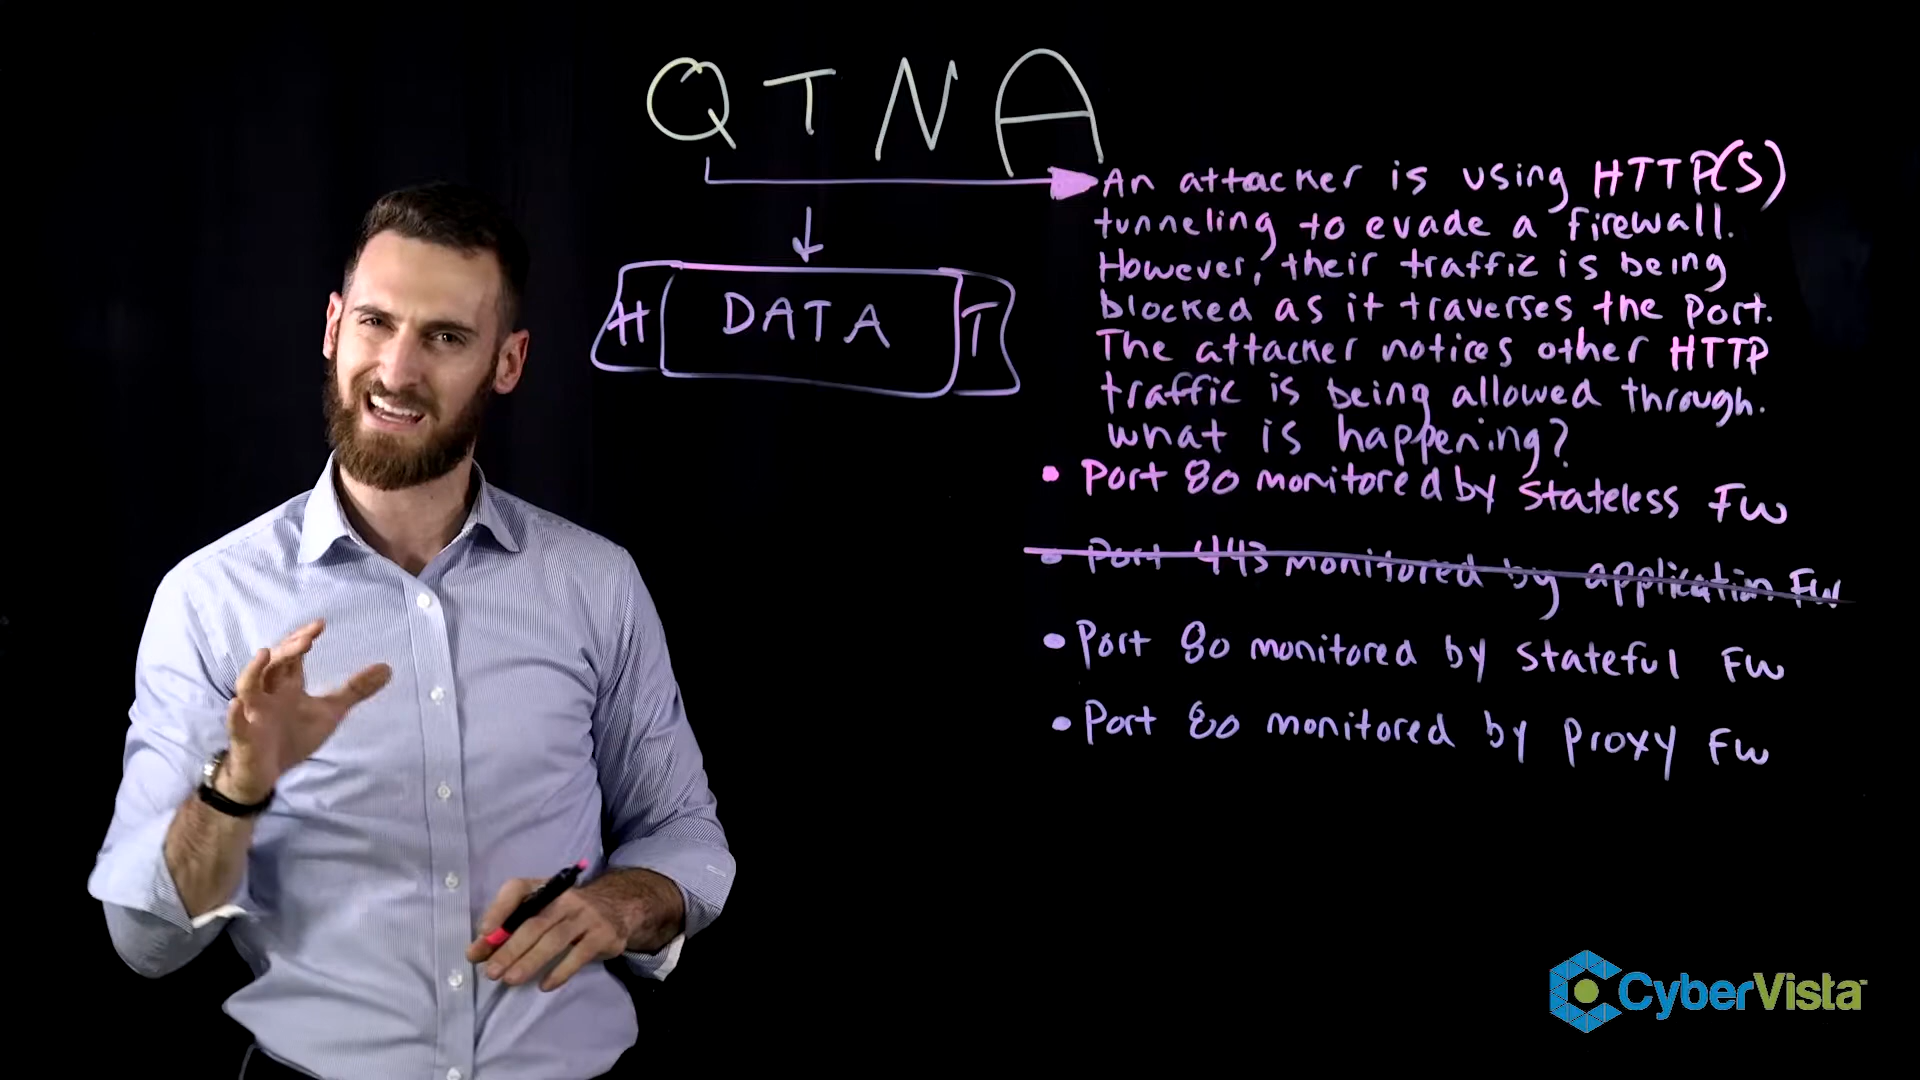 QTNA
H DATA T
An attacker is using HTTP(S)
tunneling to evade a firewall.
However, their traffic is being
blocked as it traverses the port.
The attacker notices other HTTP
traffic is being allowed through.
what is happening?
• Port 80 monitored by Stateless FW
• Port 443 monitored by application FW
• Port 80 monitored by Stateful FW
• Port 80 monitored by Proxy FW
CyberVista